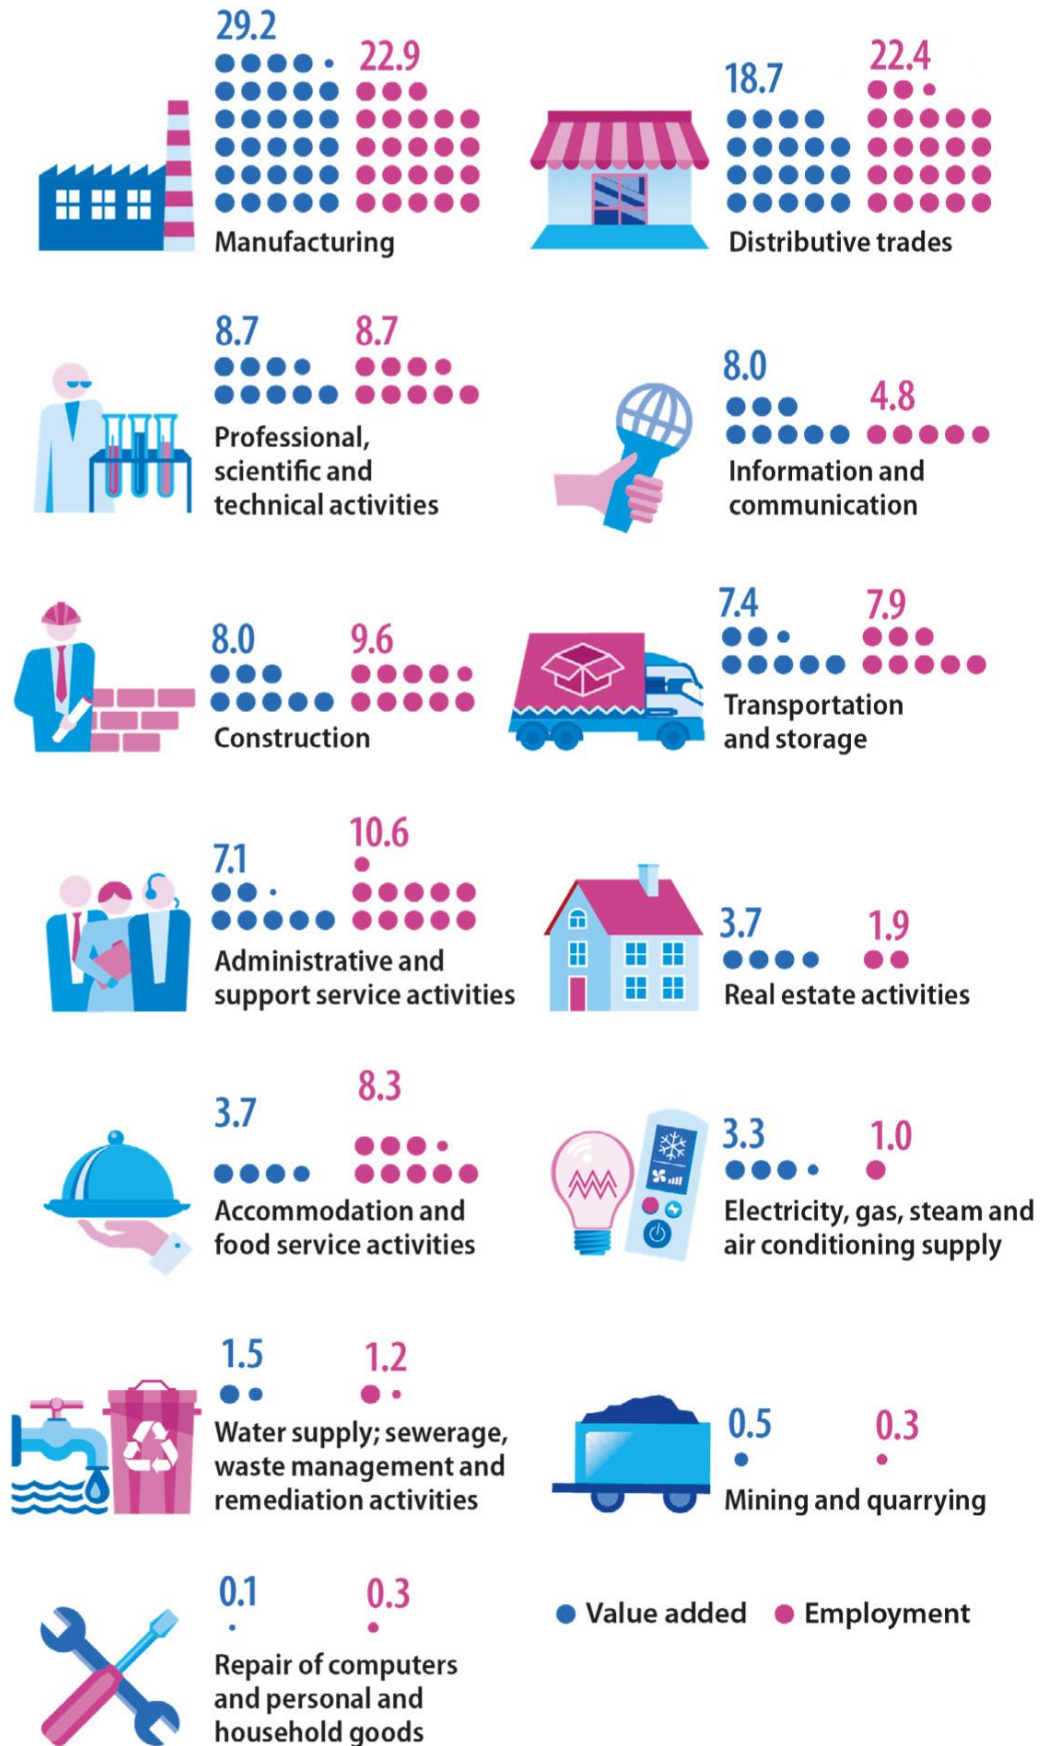 29.2
22.9
Manufacturing
18.7
22.4
Distributive trades
8.7
8.7
Professional,
scientific and
technical activities
8.0
4.8
Information and
communication
8.0
9.6
Construction
7.4
7.9
Transportation
and storage
7.1
10.6
Administrative and
support service activities
3.7
1.9
Real estate activities
3.7
8.3
Accommodation and
food service activities
3.3
1.0
Electricity, gas, steam and
air conditioning supply
1.5
1.2
Water supply; sewerage,
waste management and
remediation activities
0.5
0.3
Mining and quarrying
0.1
0.3
Repair of computers
and personal and
household goods
Value added
Employment